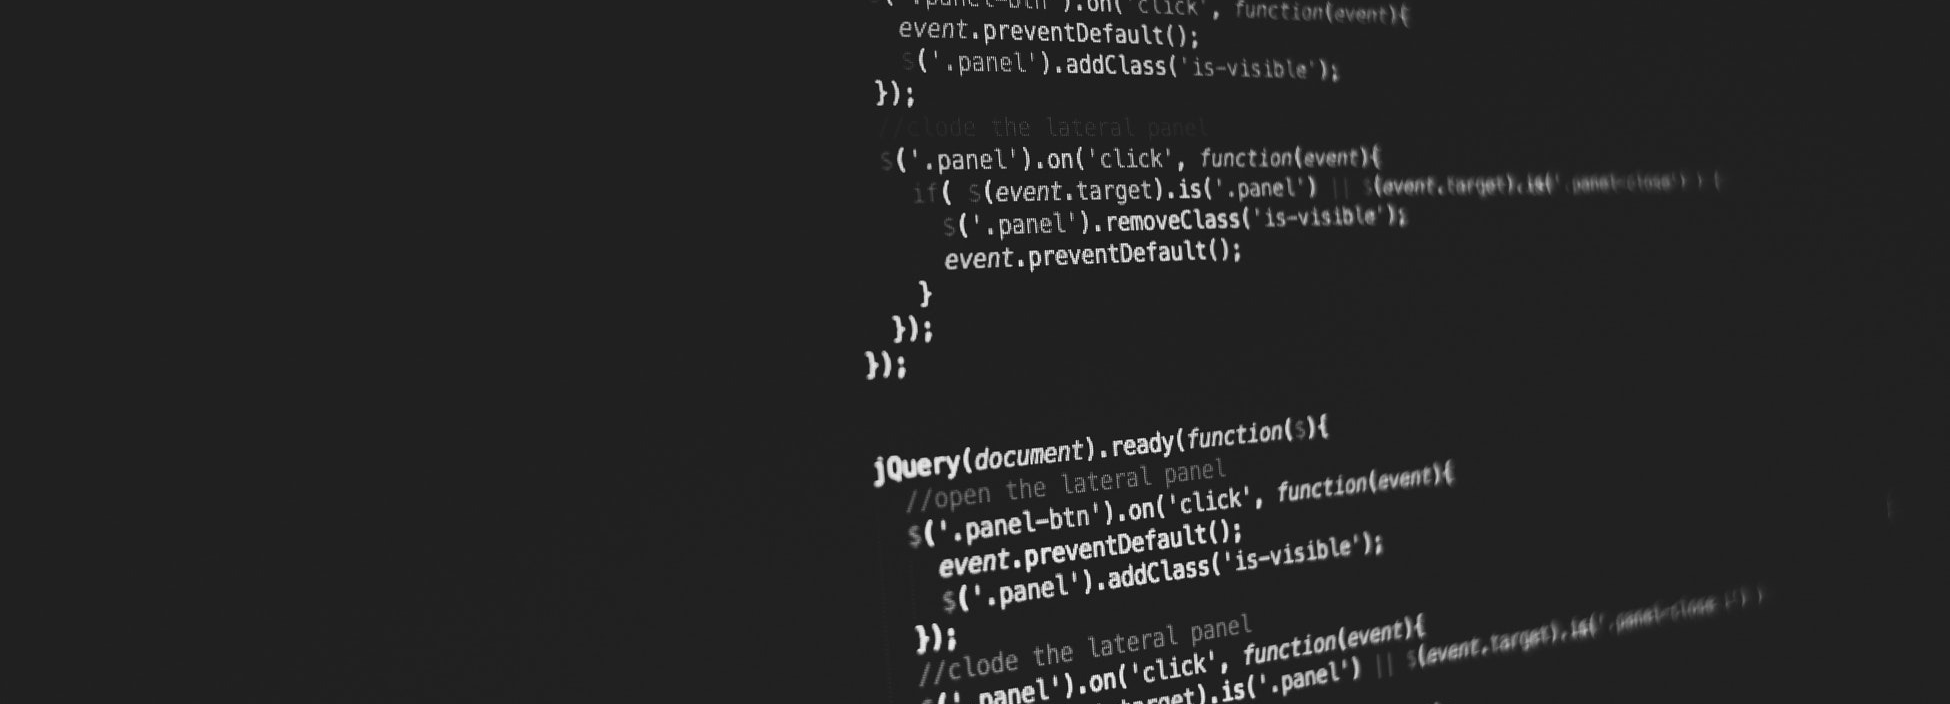 $('.panel-btn').on('click', function(event){
event.preventDefault();
$('.panel').addClass('is-visible');
});
//clode the lateral panel
$('.panel').on('click', function(event){
if( $(event.target).is('.panel') || $(event.target).is('.panel-close') ) {
$('.panel').removeClass('is-visible');
event.preventDefault();
}
});
});
jQuery(document).ready(function($){
//open the lateral panel
$('.panel-btn').on('click', function(event){
event.preventDefault();
$('.panel').addClass('is-visible');
});
//clode the lateral panel
$('.panel').on('click', function(event){
target).is('.panel') || $(event.target).is('.panel-close') )